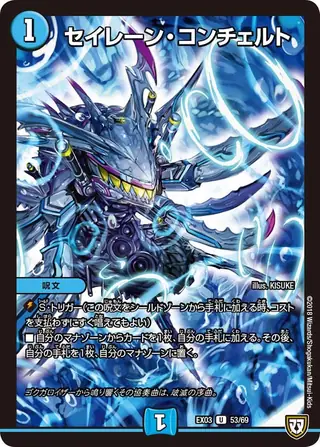 1
セイレーン・コンチェルト
illus. KISUKE
呪文
S・トリガー(この呪文をシールドゾーンから手札に加える時、コスト
を支払わずにすぐ唱えてもよい)
■自分のマナゾーンからカードを1枚、自分の手札に加える。その後、
自分の手札を1枚、自分のマナゾーンに置く。
ゴクガロイザーから鳴り響くその協奏曲は、破滅の序曲。
©2018 Wizards/Shogakukan/Mitsui-Kids
1
EX03 U 53/69